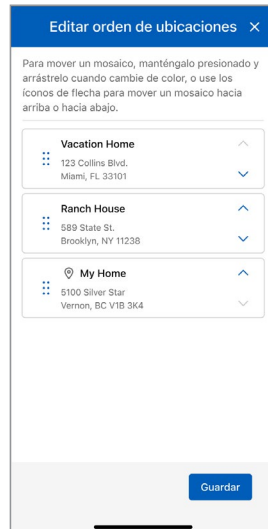 Editar orden de ubicaciones
Para mover un mosaico, manténgalo presionado y
arrástrelo cuando cambie de color, o use los
íconos de flecha para mover un mosaico hacia
arriba o hacia abajo.
Vacation Home
123 Collins Blvd.
Miami, FL 33101
Ranch House
589 State St.
Brooklyn, NY 11238
My Home
5100 Silver Star
Vernon, BC V1B 3K4
Guardar